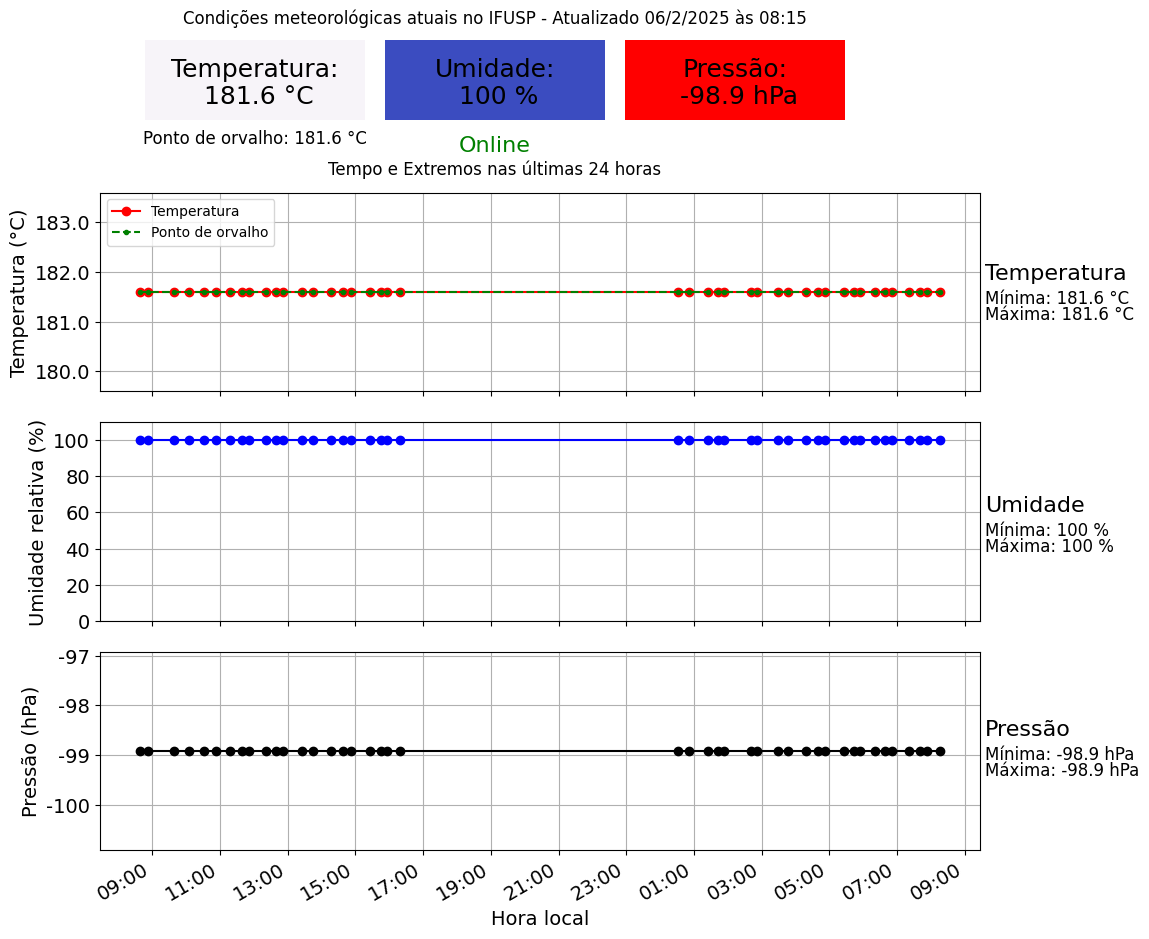 Condições meteorológicas atuais no IFUSP - Atualizado 06/2/2025 às 08:15
Temperatura:
181.6 °C
Umidade:
100 %
Pressão:
-98.9 hPa
Ponto de orvalho: 181.6 °C
Online
Tempo e Extremos nas últimas 24 horas
Temperatura (°C)
183.0
182.0
181.0
180.0
Temperatura
Ponto de orvalho
Temperatura
Mínima: 181.6 °C
Máxima: 181.6 °C
Umidade relativa (%)
100
80
60
40
20
0
Umidade
Mínima: 100 %
Máxima: 100 %
Pressão (hPa)
-97
-98
-99
-100
Pressão
Mínima: -98.9 hPa
Máxima: -98.9 hPa
09:00
11:00
13:00
15:00
17:00
19:00
21:00
23:00
01:00
03:00
05:00
07:00
09:00
Hora local